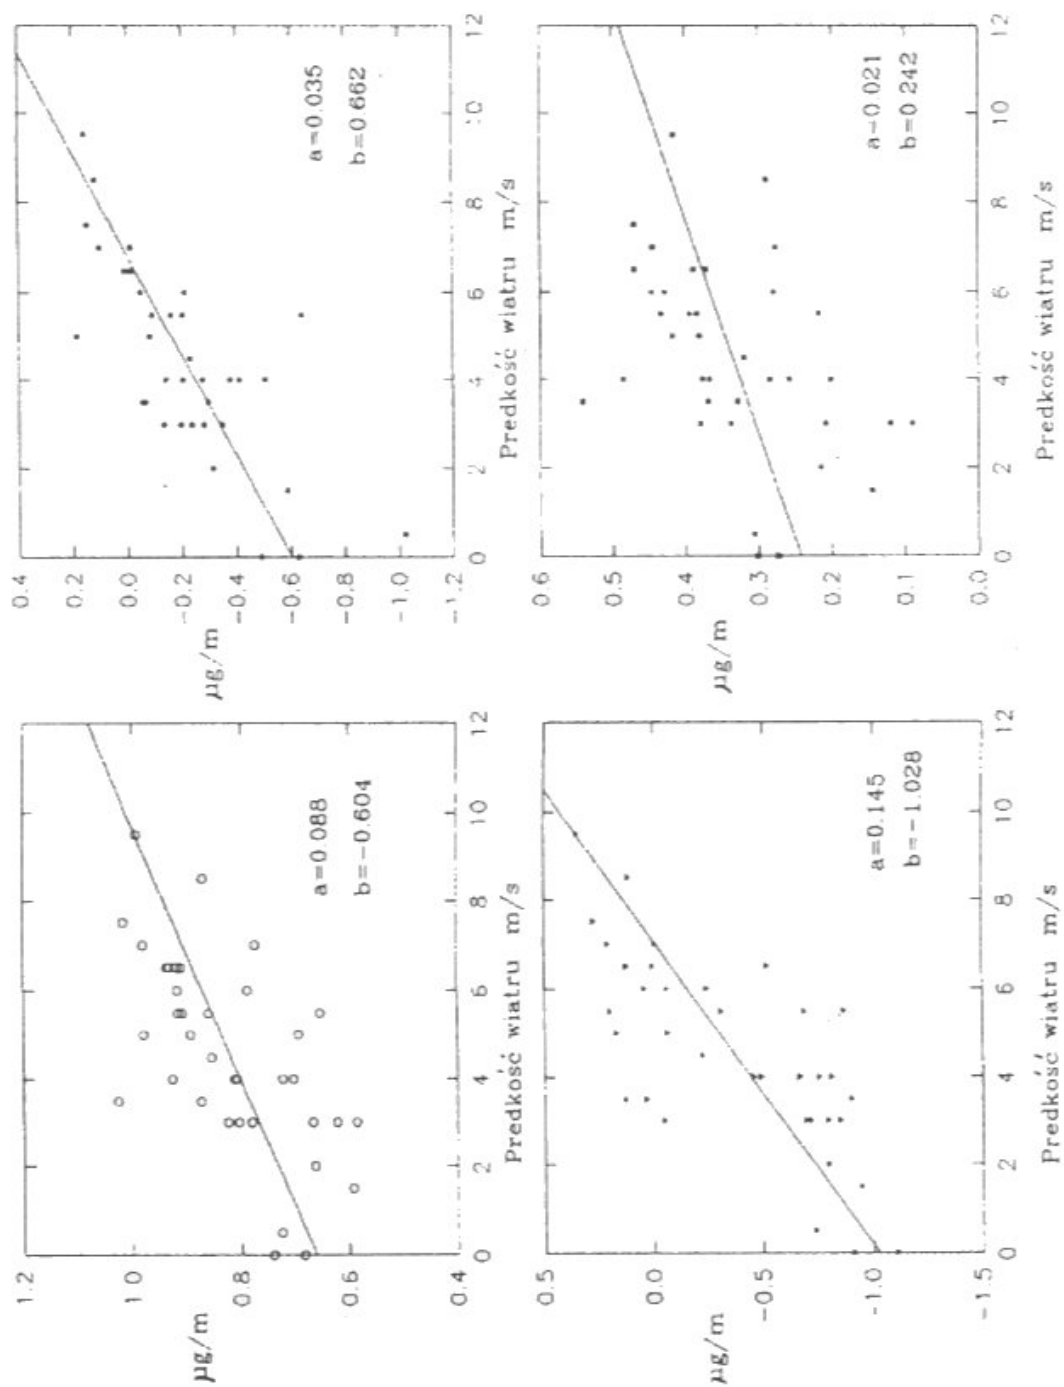 1.2
1.0
0.8
0.6
0.4
µg/m
a=0.088
b=−0.604
0 2 4 6 8 10 12
Predkość wiatru m/s
0.4
0.2
0.0
−0.2
−0.4
−0.6
−0.8
−1.0
−1.2
µg/m
a=0.035
b=0.662
0 2 4 6 8 10 12
Predkość wiatru m/s
0.5
0.0
−0.5
−1.0
−1.5
µg/m
a=0.145
b=−1.028
0 2 4 6 8 10 12
Predkość wiatru m/s
0.6
0.5
0.4
0.3
0.2
0.1
0.0
µg/m
a=0.021
b=0.242
0 2 4 6 8 10 12
Predkość wiatru m/s